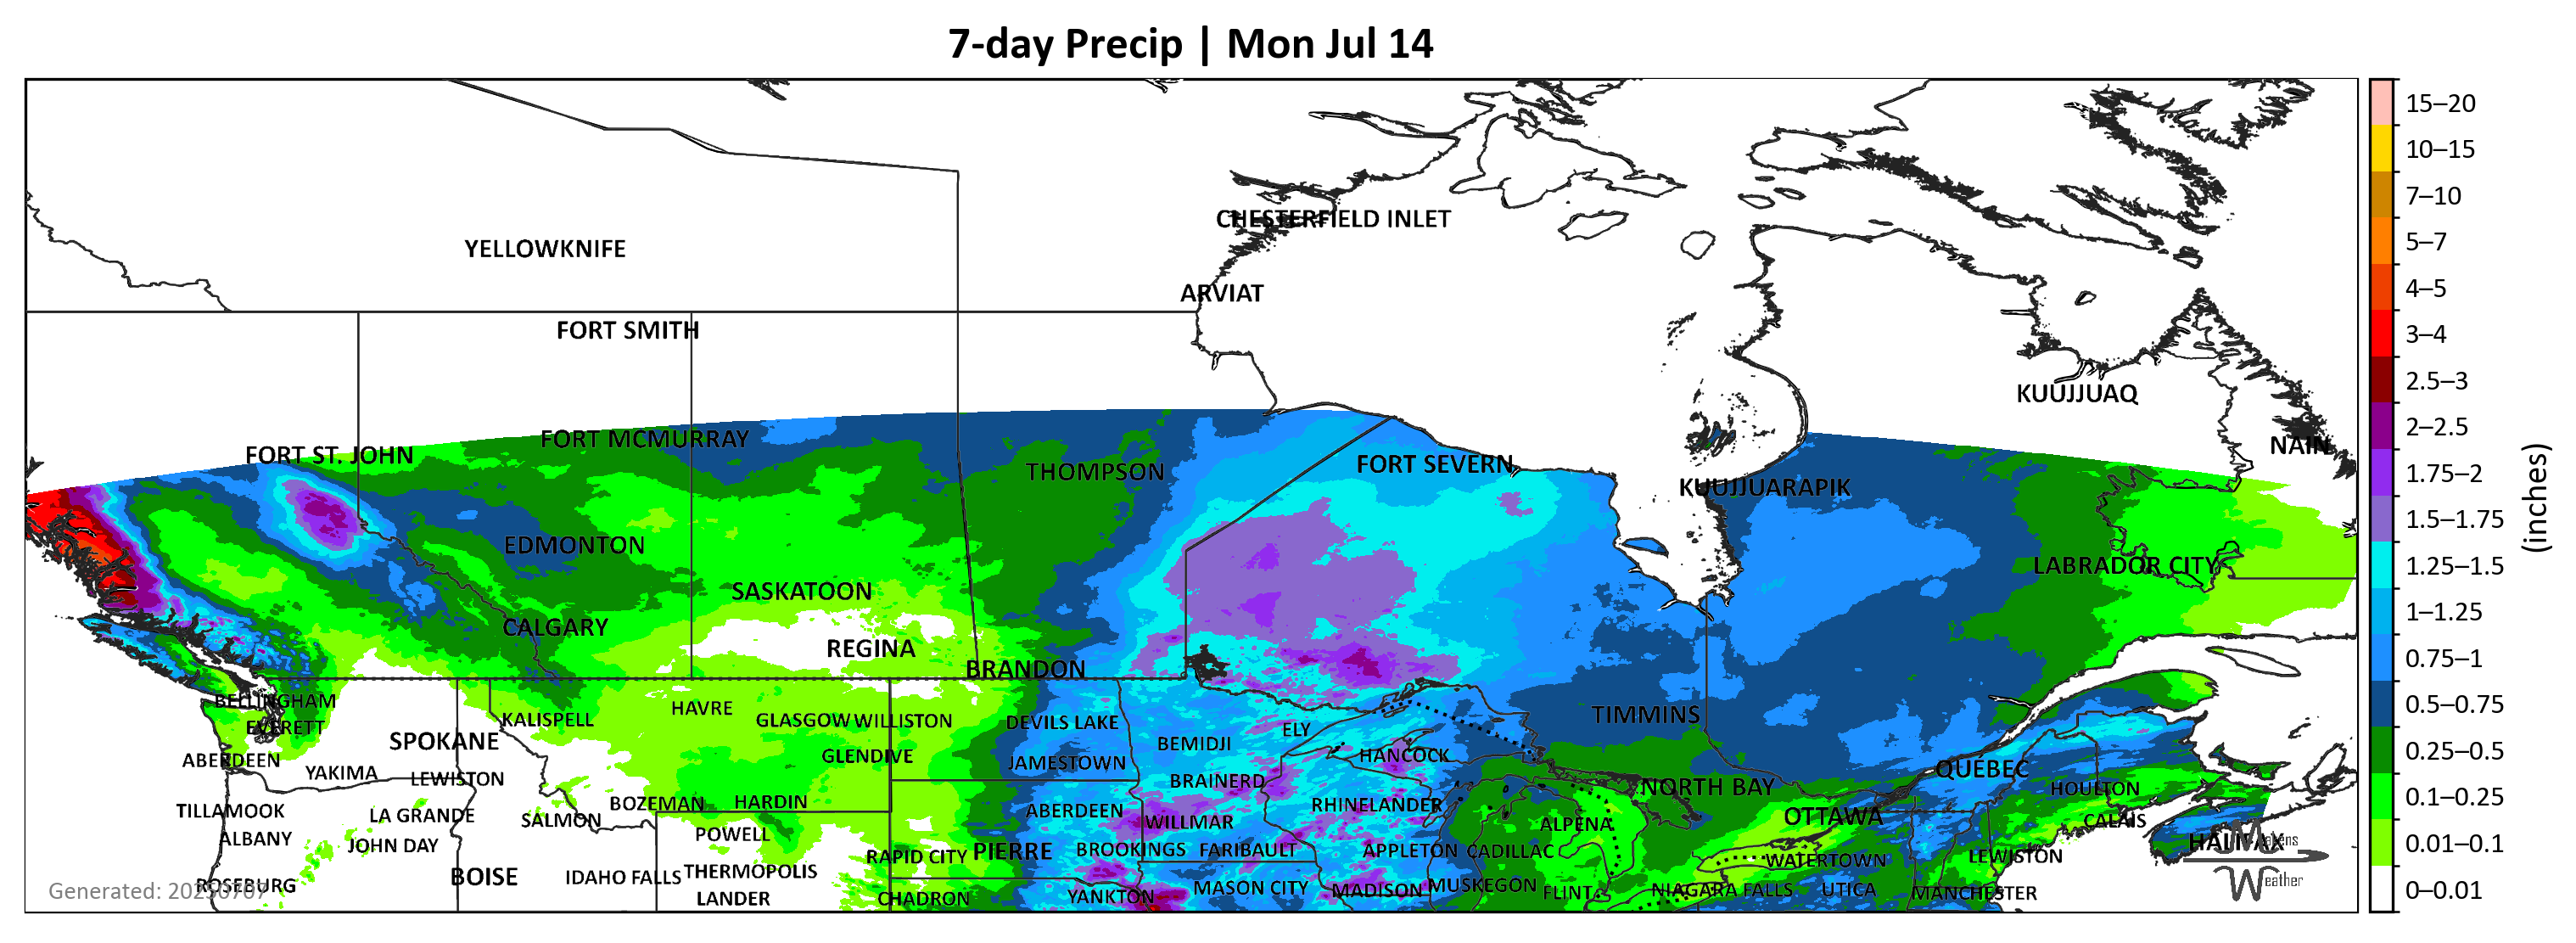 7-day Precip | Mon Jul 14
CHESTERFIELD INLET
YELLOWKNIFE
ARVIAT
FORT SMITH
KUUJJUAQ
FORT MCMURRAY
NAIN
FORT ST. JOHN
THOMPSON
FORT SEVERN
KUUJJUARAPIK
EDMONTON
LABRADOR CITY
SASKATOON
CALGARY
REGINA
BRANDON
BELLINGHAM
KALISPELL
HAVRE
GLASGOW
WILLISTON
DEVILS LAKE
TIMMINS
EVERETT
ELY
SPOKANE
BEMIDJI
ABERDEEN
GLENDIVE
JAMESTOWN
HANCOCK
QUÉBEC
YAKIMA
LEWISTON
BRAINERD
NORTH BAY
HOULTON
TILLAMOOK
LA GRANDE
SALMON
BOZEMAN
HARDIN
ABERDEEN
RHINELANDER
OTTAWA
CALAIS
ALBANY
JOHN DAY
POWELL
WILLMAR
ALPENA
HALIFAX
RAPID CITY
PIERRE
BROOKINGS
FARIBAULT
APPLETON
CADILLAC
WATERTOWN
LEWISTON
ROSEBURG
BOISE
IDAHO FALLS
THERMOPOLIS
LANDER
CHADRON
YANKTON
MASON CITY
MADISON
MUSKEGON
FLINT
NIAGARA FALLS
UTICA
MANCHESTER
Generated: 20250707
Weather
15–20
10–15
7–10
5–7
4–5
3–4
2.5–3
2–2.5
1.75–2
1.5–1.75
1.25–1.5
1–1.25
0.75–1
0.5–0.75
0.25–0.5
0.1–0.25
0.01–0.1
0–0.01
(inches)